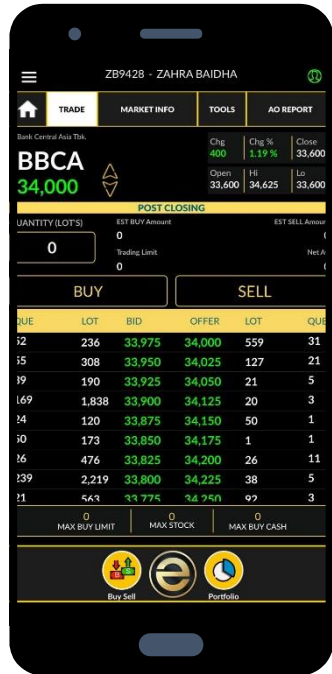 ZB9428 - ZAHRA BAIDHA
TRADE MARKET INFO TOOLS AO REPORT
Bank Central Asia Tbk.
BBCA
34,000
Chg Chg % Close
400 1.19 % 33,600
Open Hi Lo
33,600 34,625 33,600
POST CLOSING
UANTITY (LOT'S) EST BUY Amount EST SELL Amour
0 0
Trading Limit Net A
0
BUY SELL
QUE LOT BID OFFER LOT QUE
52 236 33,975 34,000 559 31
55 308 33,950 34,025 127 21
39 190 33,925 34,050 21 5
169 1,838 33,900 34,125 20 3
24 120 33,875 34,150 50 1
50 173 33,850 34,175 1 1
26 476 33,825 34,200 26 11
239 2,219 33,800 34,225 38 5
21 563 33,775 34,250 92 3
0 0 0
MAX BUY LIMIT MAX STOCK MAX BUY CASH
B S
Buy Sell Portfolio